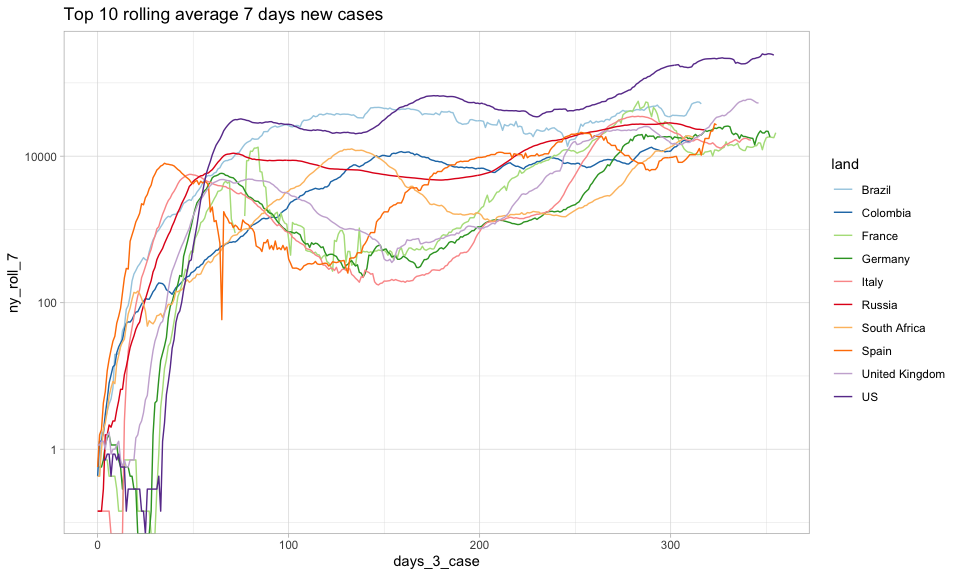 Top 10 rolling average 7 days new cases
ny_roll_7
10000
100
1
0
100
200
300
days_3_case
land
Brazil
Colombia
France
Germany
Italy
Russia
South Africa
Spain
United Kingdom
US